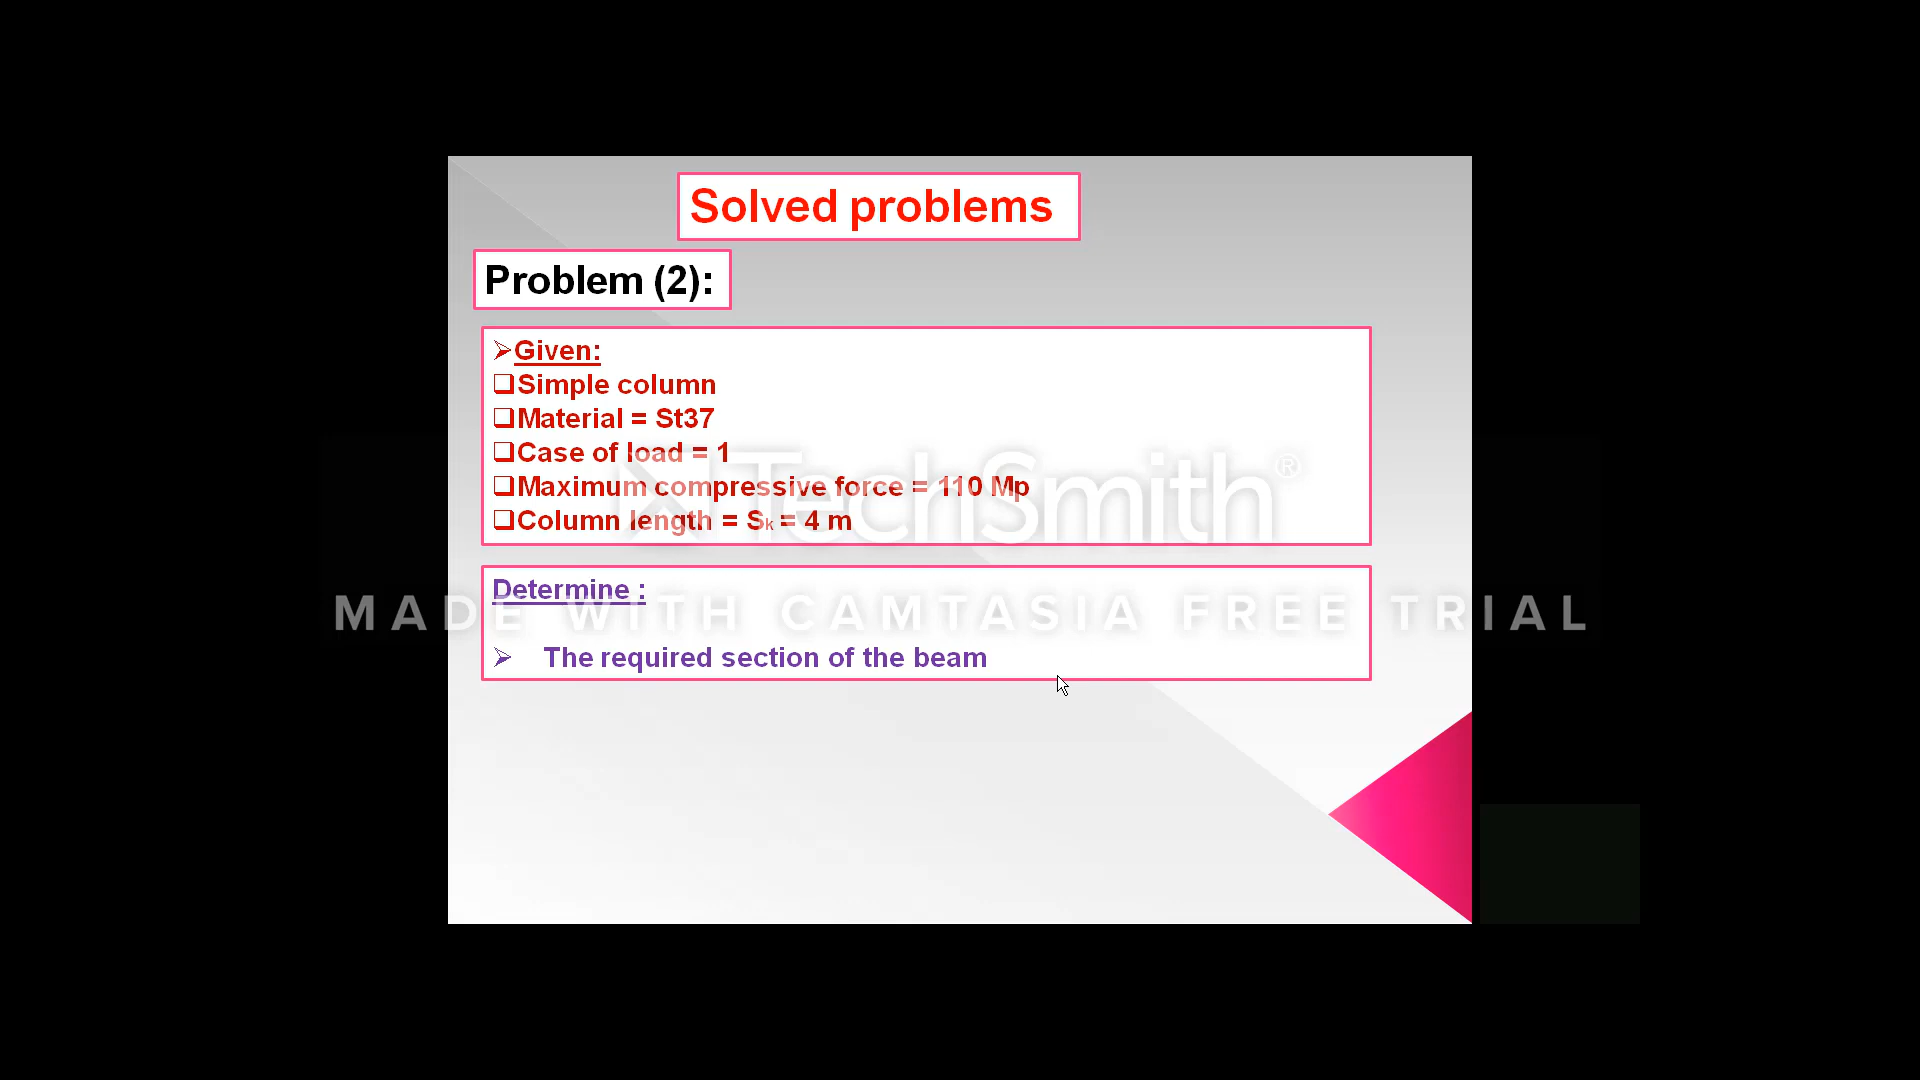 Solved problems
Problem (2):
➢Given:
❑Simple column
❑Material = St37
❑Case of load = 1
❑Maximum compressive force = 110 Mp
❑Column length = Sₖ = 4 m
TechSmith®
Determine :
MADE WITH CAMTASIA FREE TRIAL
➢ The required section of the beam